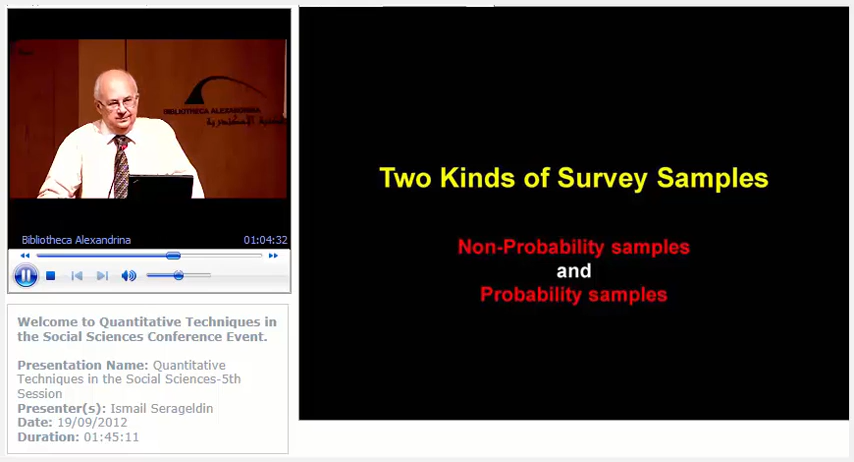 BIBLIOTHECA ALEXANDRINA
Bibliotheca Alexandrina
01:04:32
Welcome to Quantitative Techniques in
the Social Sciences Conference Event.
Presentation Name: Quantitative
Techniques in the Social Sciences-5th
Session
Presenter(s): Ismail Serageldin
Date: 19/09/2012
Duration: 01:45:11
Two Kinds of Survey Samples
Non-Probability samples
and
Probability samples